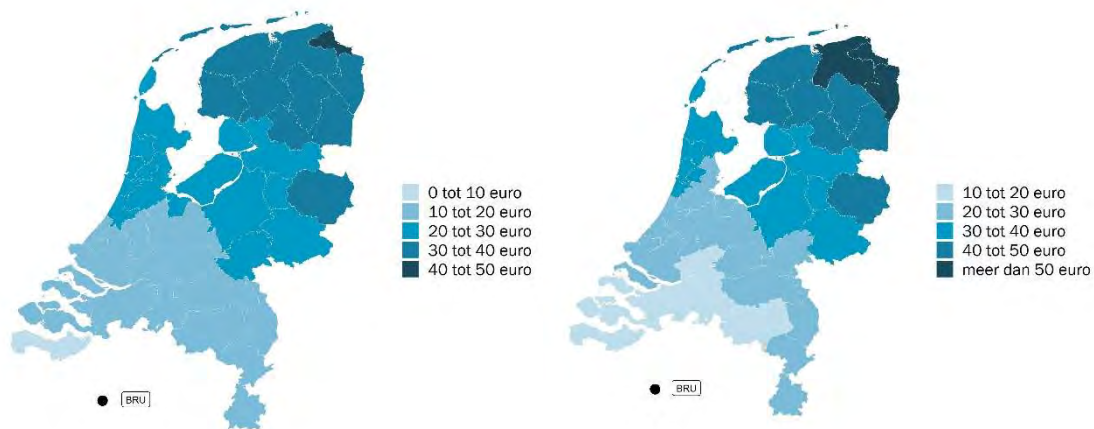 0 tot 10 euro
10 tot 20 euro
20 tot 30 euro
30 tot 40 euro
40 tot 50 euro
BRU
10 tot 20 euro
20 tot 30 euro
30 tot 40 euro
40 tot 50 euro
meer dan 50 euro
BRU